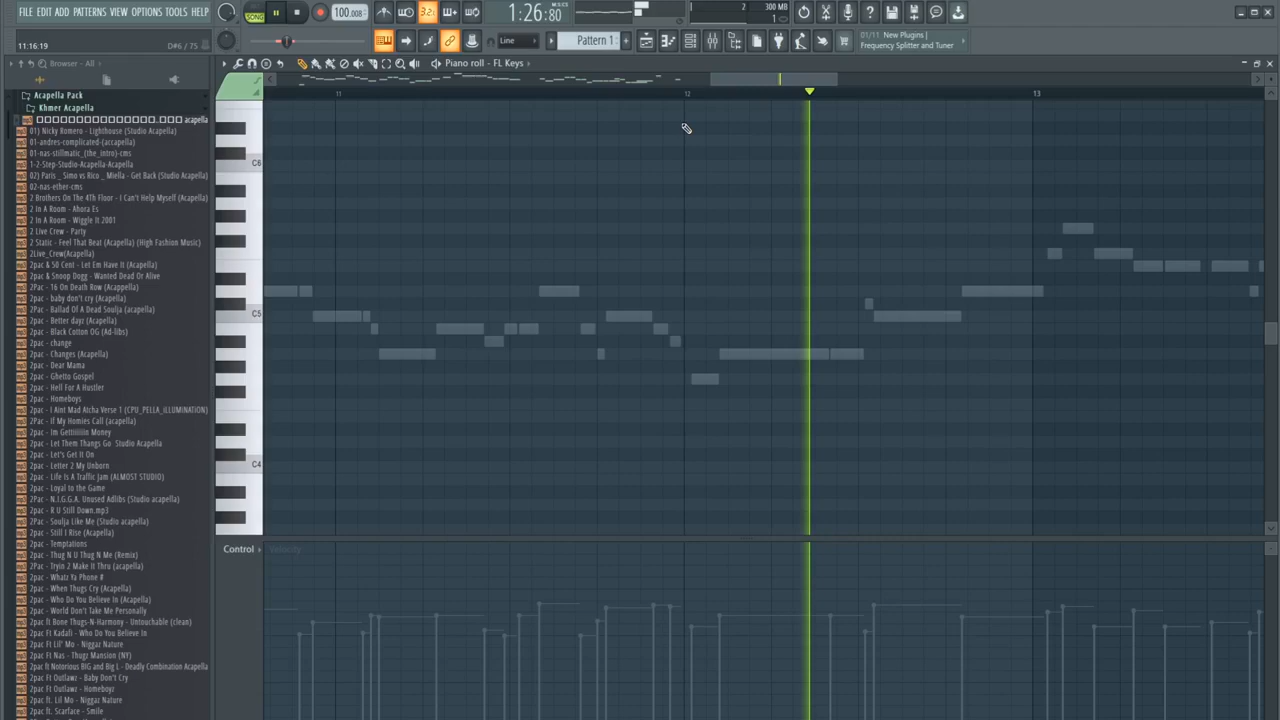 FILE EDIT ADD PATTERNS VIEW OPTIONS TOOLS HELP
11:16:19
D#6 / 75
SONG
100.008
3.2
1:26:80
M:S:CS
2
300 MB
1
Line
Pattern 1
01/11 New Plugins |
Frequency Splitter and Tuner
Browser - All
Piano roll - FL Keys
11
12
13
Acapella Pack
Khmer Acapella
acapella
01) Nicky Romero - Lighthouse (Studio Acapella)
01-andres-complicated-(accapella)
01-nas-stillmatic_(the_intro)-cms
1-2-Step-Studio-Acapella-Acapella
02) Paris _ Simo vs Rico _ Miella - Get Back (Studio Acapella)
02-nas-ether-cms
2 Brothers On The 4Th Floor - I Can't Help Myself (Acapella)
2 In A Room - Ahora Es
2 In A Room - Wiggle It 2001
2 Live Crew - Party
2 Static - Feel That Beat (Acapella) (High Fashion Music)
2Live_Crew(Acapella)
2pac & 50 Cent - Let Em Have It (Acapella)
2pac & Snoop Dogg - Wanted Dead Or Alive
2Pac - 16 On Death Row (Acappella)
2pac - baby don't cry (Acapella)
2Pac - Ballad Of A Dead Soulja (acapella)
2Pac - Better dayz (Acapella)
2pac - Black Cotton OG (Ad-libs)
2pac - change
2Pac - Changes (Acapella)
2pac - Dear Mama
2pac - Ghetto Gospel
2pac - Hell For A Hustler
2pac - Homeboys
2pac - I Aint Mad Atcha Verse 1 (CPU_PELLA_iLLUMiNATiON)
2Pac - If My Homies Call (acapella)
2pac - Im Gettiiiiiin Money
2pac - Let Them Thangs Go Studio Acapella
2pac - Let's Get It On
2pac - Letter 2 My Unborn
2pac - Life Is A Traffic Jam (ALMOST STUDIO)
2pac - Loyal to the Game
2Pac - N.I.G.G.A. Unused Adlibs (Studio acapella)
2pac - R U Still Down.mp3
2pac - Soulja Like Me (Studio acappella)
2pac - Still I Rise (Acapella)
2pac - Temptations
2pac - Thug N U Thug N Me (Remix)
2pac - Tryin 2 Make It Thru (acapella)
2pac - Whatz Ya Phone #
2pac - When Thugs Cry (Acapella)
2pac - Who Do You Believe In (Acapella)
2pac - World Don't Take Me Personally
2pac ft Bone Thugs-N-Harmony - Untouchable (clean)
2pac Ft Kadafi - Who Do You Believe In
2pac Ft Lil' Mo - Niggaz Nature
2pac Ft Nas - Thugz Mansion (NY)
2pac ft Notorious BIG and Big L - Deadly Combination Acapella
2pac Ft Outlawz - Baby Don't Cry
2pac Ft Outlawz - Homeboyz
2pac ft. Lil Mo - Niggaz Nature
2pac ft. Scarface - Smile
C6
C5
C4
Control
Velocity